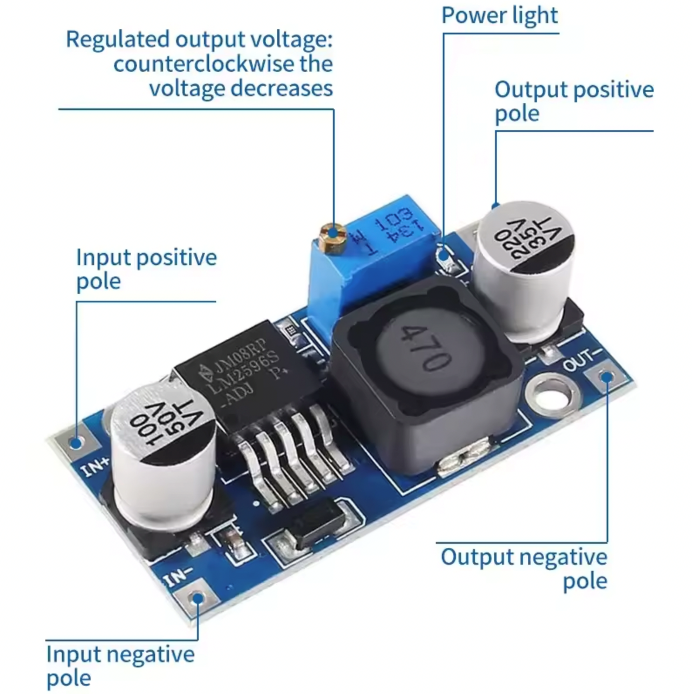 Power light
Regulated output voltage:
counterclockwise the
voltage decreases
Output positive
pole
Input positive
pole
103
134
W T
220
35V
VT
470
JM08RP
LM2596S
-ADJ P+
100
50V
VT
OUT-
IN+
IN-
Output negative
pole
Input negative
pole